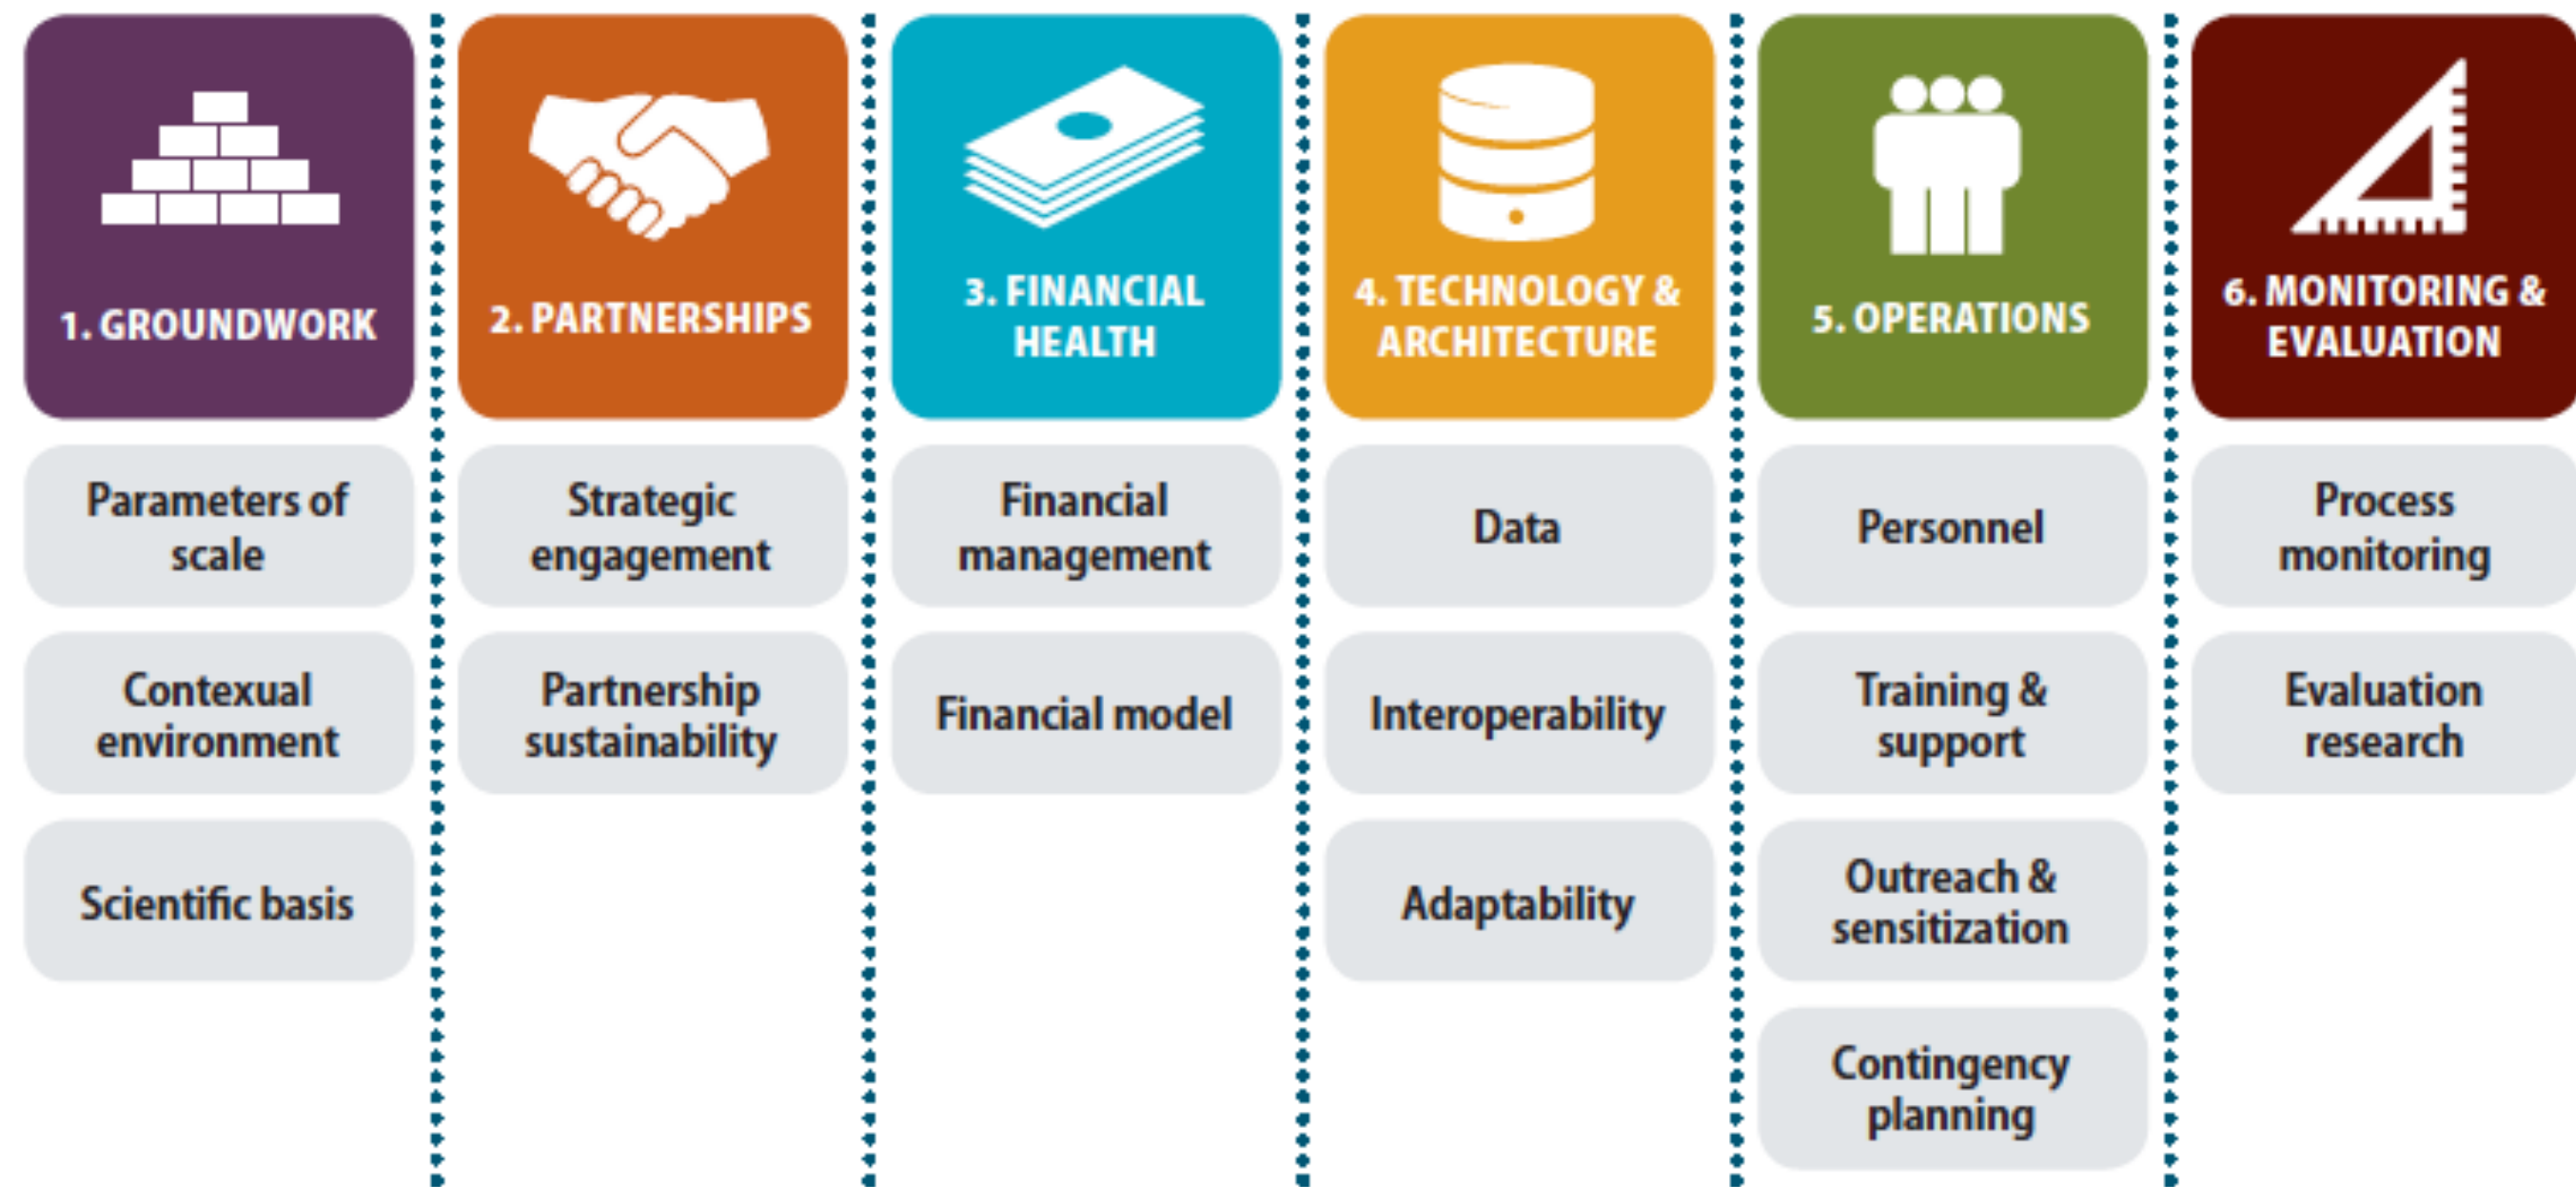 1. GROUNDWORK
Parameters of
scale
Contexual
environment
Scientific basis
2. PARTNERSHIPS
Strategic
engagement
Partnership
sustainability
3. FINANCIAL
HEALTH
Financial
management
Financial model
4. TECHNOLOGY &
ARCHITECTURE
Data
Interoperability
Adaptability
5. OPERATIONS
Personnel
Training &
support
Outreach &
sensitization
Contingency
planning
6. MONITORING &
EVALUATION
Process
monitoring
Evaluation
research